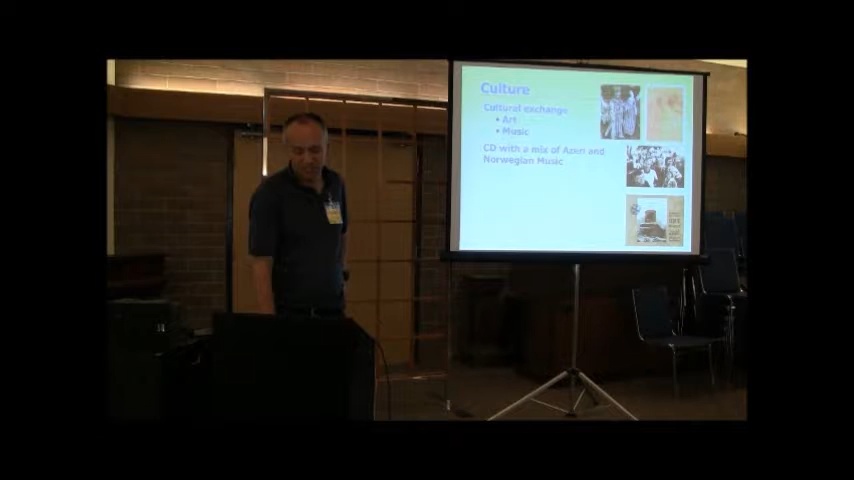 Culture
Cultural exchange
• Art
• Music
CD with a mix of Azeri and
Norwegian Music